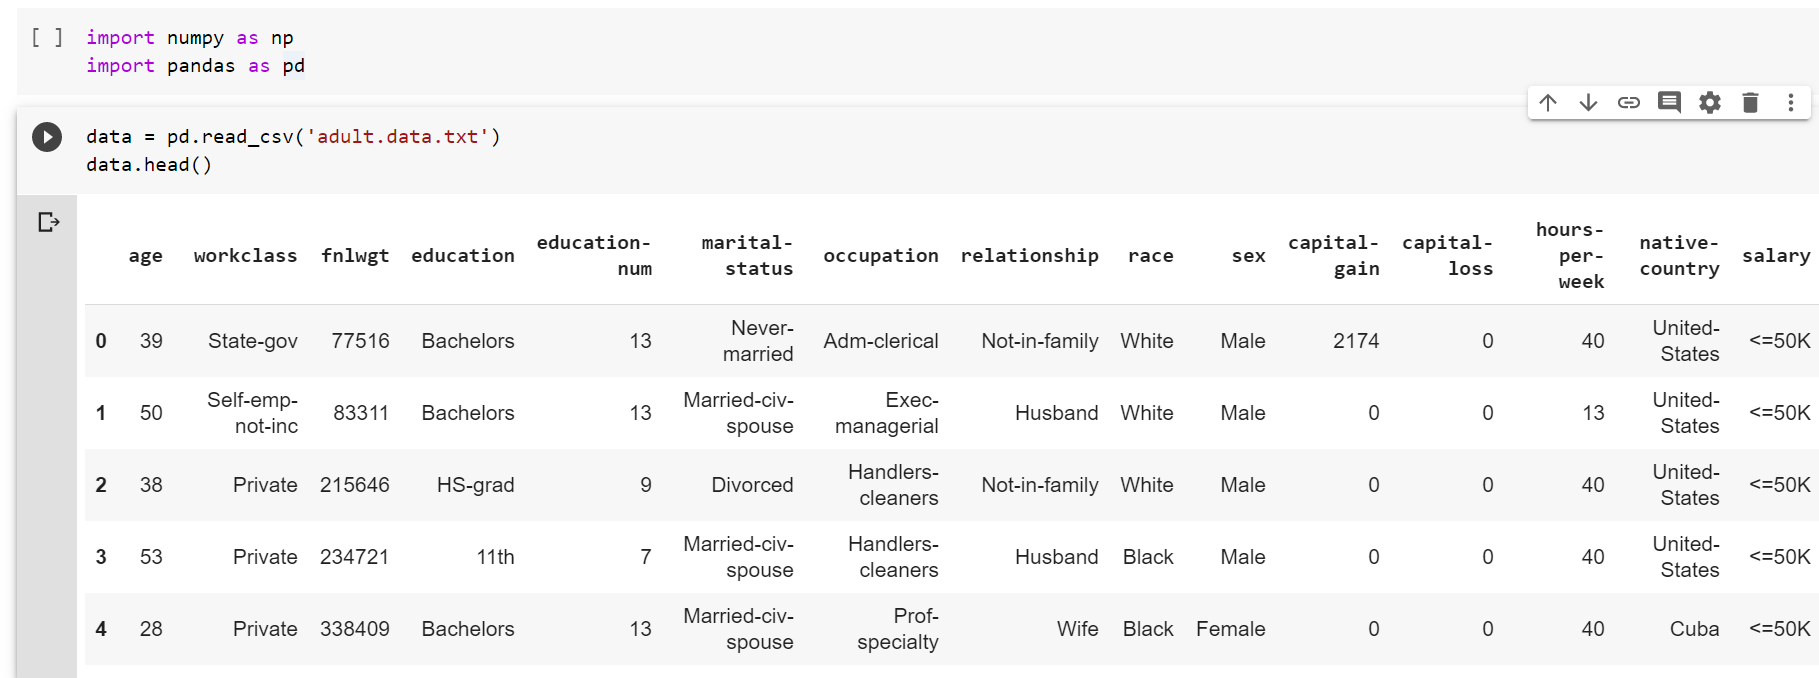 [ ] import numpy as np
import pandas as pd
data = pd.read_csv('adult.data.txt')
data.head()
age workclass fnlwgt education education-num marital-status occupation relationship race sex capital-gain capital-loss hours-per-week native-country salary
0 39 State-gov 77516 Bachelors 13 Never-married Adm-clerical Not-in-family White Male 2174 0 40 United-States <=50K
1 50 Self-emp-not-inc 83311 Bachelors 13 Married-civ-spouse Exec-managerial Husband White Male 0 0 13 United-States <=50K
2 38 Private 215646 HS-grad 9 Divorced Handlers-cleaners Not-in-family White Male 0 0 40 United-States <=50K
3 53 Private 234721 11th 7 Married-civ-spouse Handlers-cleaners Husband Black Male 0 0 40 United-States <=50K
4 28 Private 338409 Bachelors 13 Married-civ-spouse Prof-specialty Wife Black Female 0 0 40 Cuba <=50K